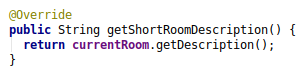 @Override
public String getShortRoomDescription() {
  return currentRoom.getDescription();
}